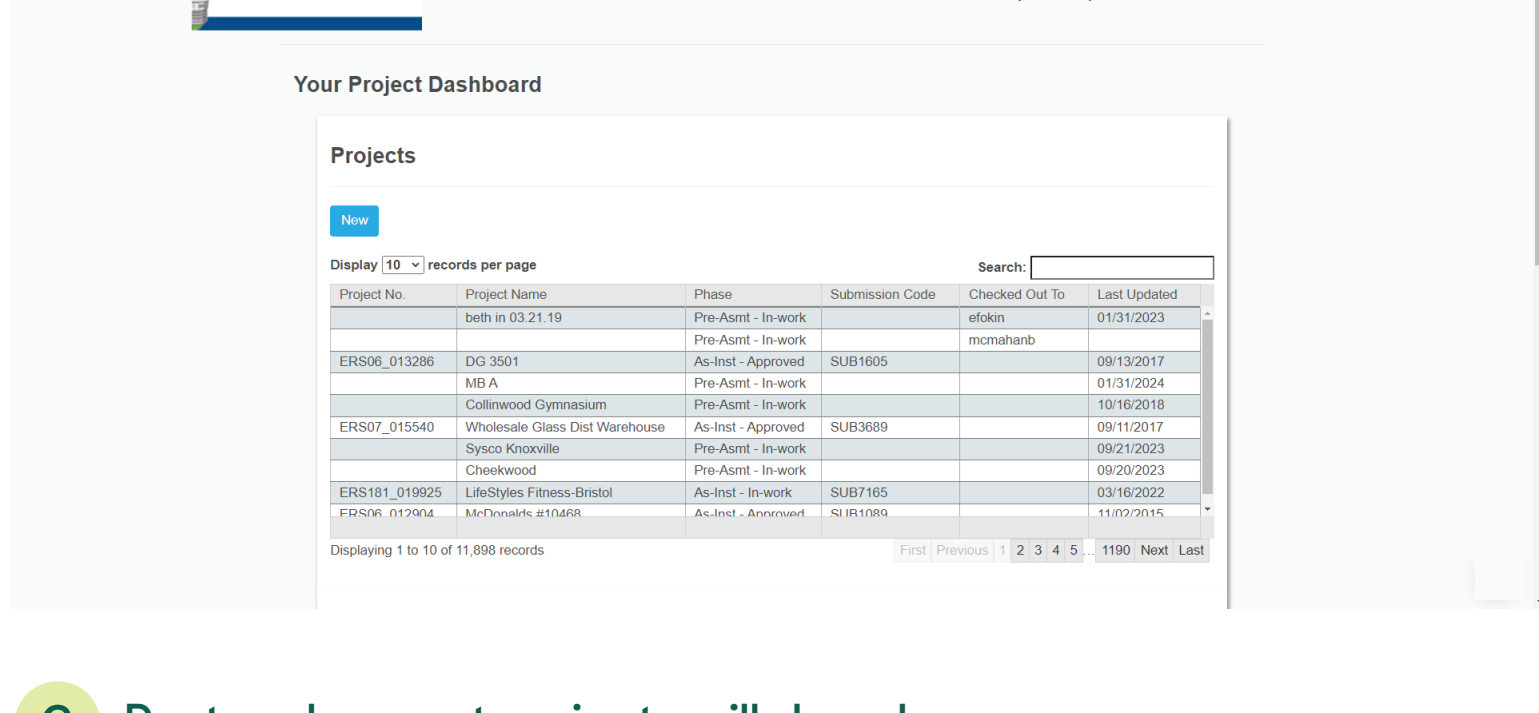 Your Project Dashboard
Projects
New
Display 10 records per page Search:
Project No. Project Name Phase Submission Code Checked Out To Last Updated
beth in 03.21.19 Pre-Asmt - In-work efokin 01/31/2023
Pre-Asmt - In-work mcmahanb
ERS06_013286 DG 3501 As-Inst - Approved SUB1605 09/13/2017
MB A Pre-Asmt - In-work 01/31/2024
Collinwood Gymnasium Pre-Asmt - In-work 10/16/2018
ERS07_015540 Wholesale Glass Dist Warehouse As-Inst - Approved SUB3689 09/11/2017
Sysco Knoxville Pre-Asmt - In-work 09/21/2023
Cheekwood Pre-Asmt - In-work 09/20/2023
ERS181_019925 LifeStyles Fitness-Bristol As-Inst - In-work SUB7165 03/16/2022
ERS06_012904 McDonalds #10468 As-Inst - Approved SUB1089 11/02/2015
Displaying 1 to 10 of 11,898 records First Previous 1 2 3 4 5 ... 1190 Next Last